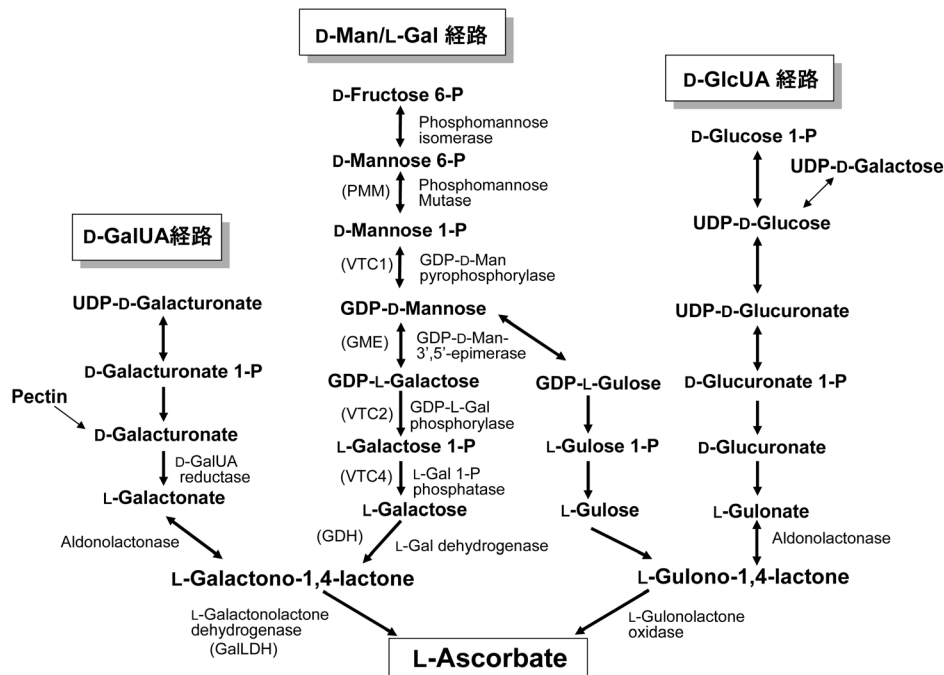 D-Man/L-Gal 経路
D-Fructose 6-P
Phosphomannose
isomerase
D-Mannose 6-P
(PMM)
Phosphomannose
Mutase
D-Mannose 1-P
(VTC1)
GDP-D-Man
pyrophosphorylase
GDP-D-Mannose
(GME)
GDP-D-Man-
3',5'-epimerase
GDP-L-Galactose
(VTC2)
GDP-L-Gal
phosphorylase
L-Galactose 1-P
(VTC4)
L-Gal 1-P
phosphatase
L-Galactose
(GDH)
L-Gal dehydrogenase
GDP-L-Gulose
L-Gulose 1-P
L-Gulose
D-GalUA経路
UDP-D-Galacturonate
D-Galacturonate 1-P
Pectin
D-Galacturonate
D-GalUA
reductase
L-Galactonate
Aldonolactonase
L-Galactono-1,4-lactone
L-Galactonolactone
dehydrogenase
(GalLDH)
D-GlcUA 経路
D-Glucose 1-P
UDP-D-Galactose
UDP-D-Glucose
UDP-D-Glucuronate
D-Glucuronate 1-P
D-Glucuronate
L-Gulonate
Aldonolactonase
L-Gulono-1,4-lactone
L-Gulonolactone
oxidase
L-Ascorbate